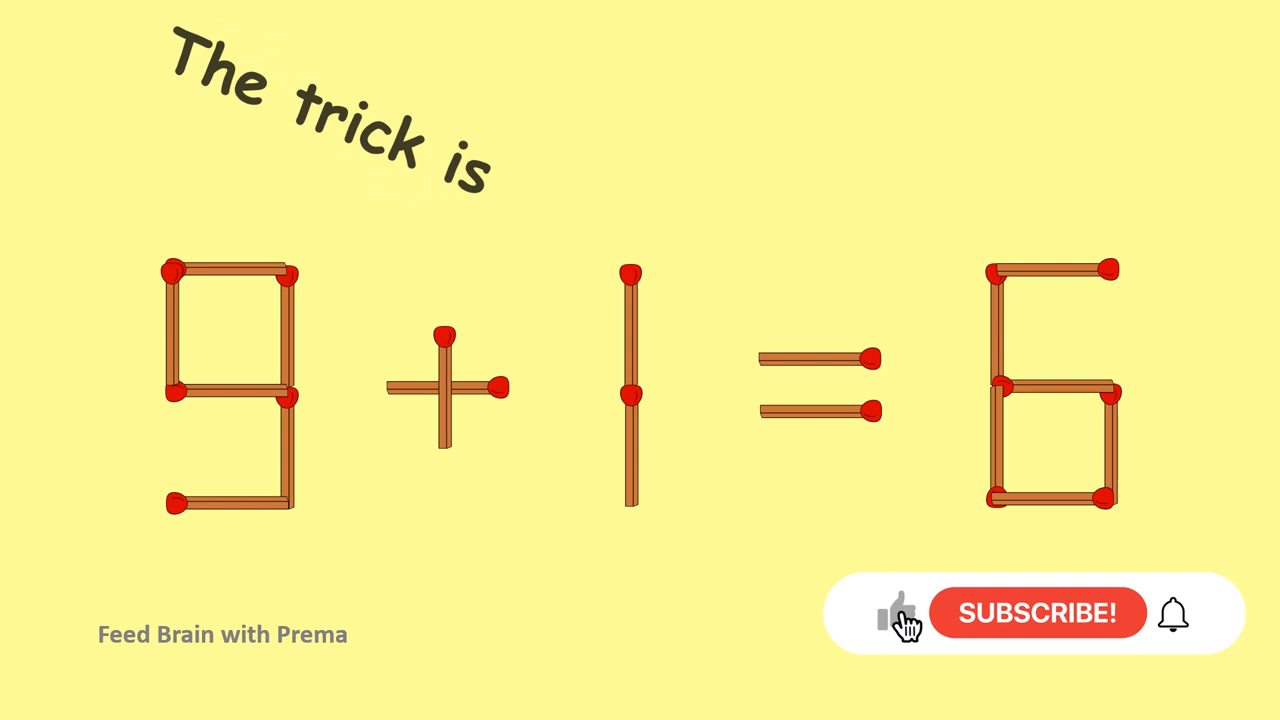 The trick is
9 + 1 = 6
Feed Brain with Prema
SUBSCRIBE!